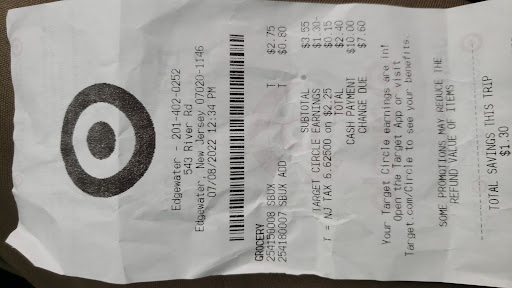 Edgewater - 201-402-0252
543 River Rd
Edgewater, New Jersey 07020-1146
07/08/2022 12:34 PM
GROCERY
254150008 SBUX T $2.75
254180007 SBUX ADD T $0.80
SUBTOTAL $3.55
TARGET CIRCLE EARNINGS $1.30-
T = NJ TAX 6.62500 on $2.25 $0.15
TOTAL $2.40
CASH PAYMENT $10.00
CHANGE DUE $7.60
Your Target Circle earnings are in!
Open the Target App or visit
Target.com/Circle to see your benefits.
SOME PROMOTIONS MAY REDUCE THE
REFUND VALUE OF ITEMS
TOTAL SAVINGS THIS TRIP
$1.30